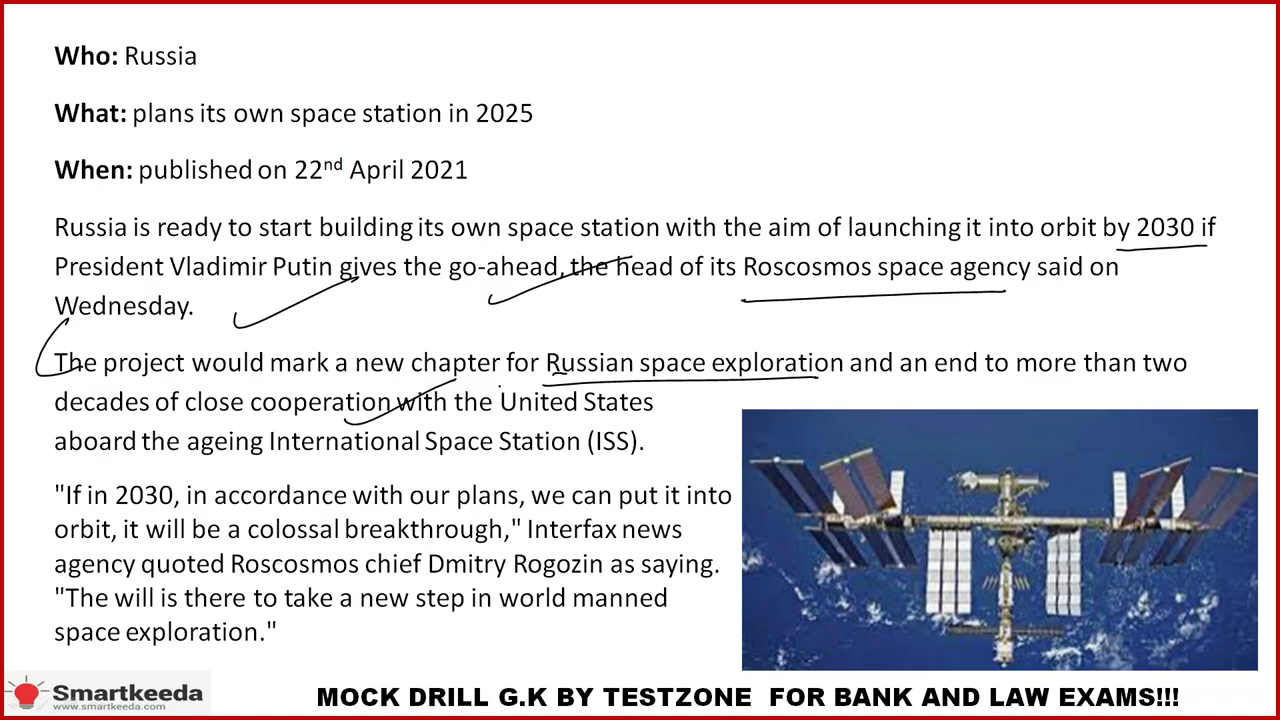 Who: Russia
What: plans its own space station in 2025
When: published on 22nd April 2021
Russia is ready to start building its own space station with the aim of launching it into orbit by 2030 if
President Vladimir Putin gives the go-ahead, the head of its Roscosmos space agency said on
Wednesday.
The project would mark a new chapter for Russian space exploration and an end to more than two
decades of close cooperation with the United States
aboard the ageing International Space Station (ISS).
"If in 2030, in accordance with our plans, we can put it into
orbit, it will be a colossal breakthrough," Interfax news
agency quoted Roscosmos chief Dmitry Rogozin as saying.
"The will is there to take a new step in world manned
space exploration."
Smartkeeda
www.smartkeeda.com
MOCK DRILL G.K BY TESTZONE FOR BANK AND LAW EXAMS!!!